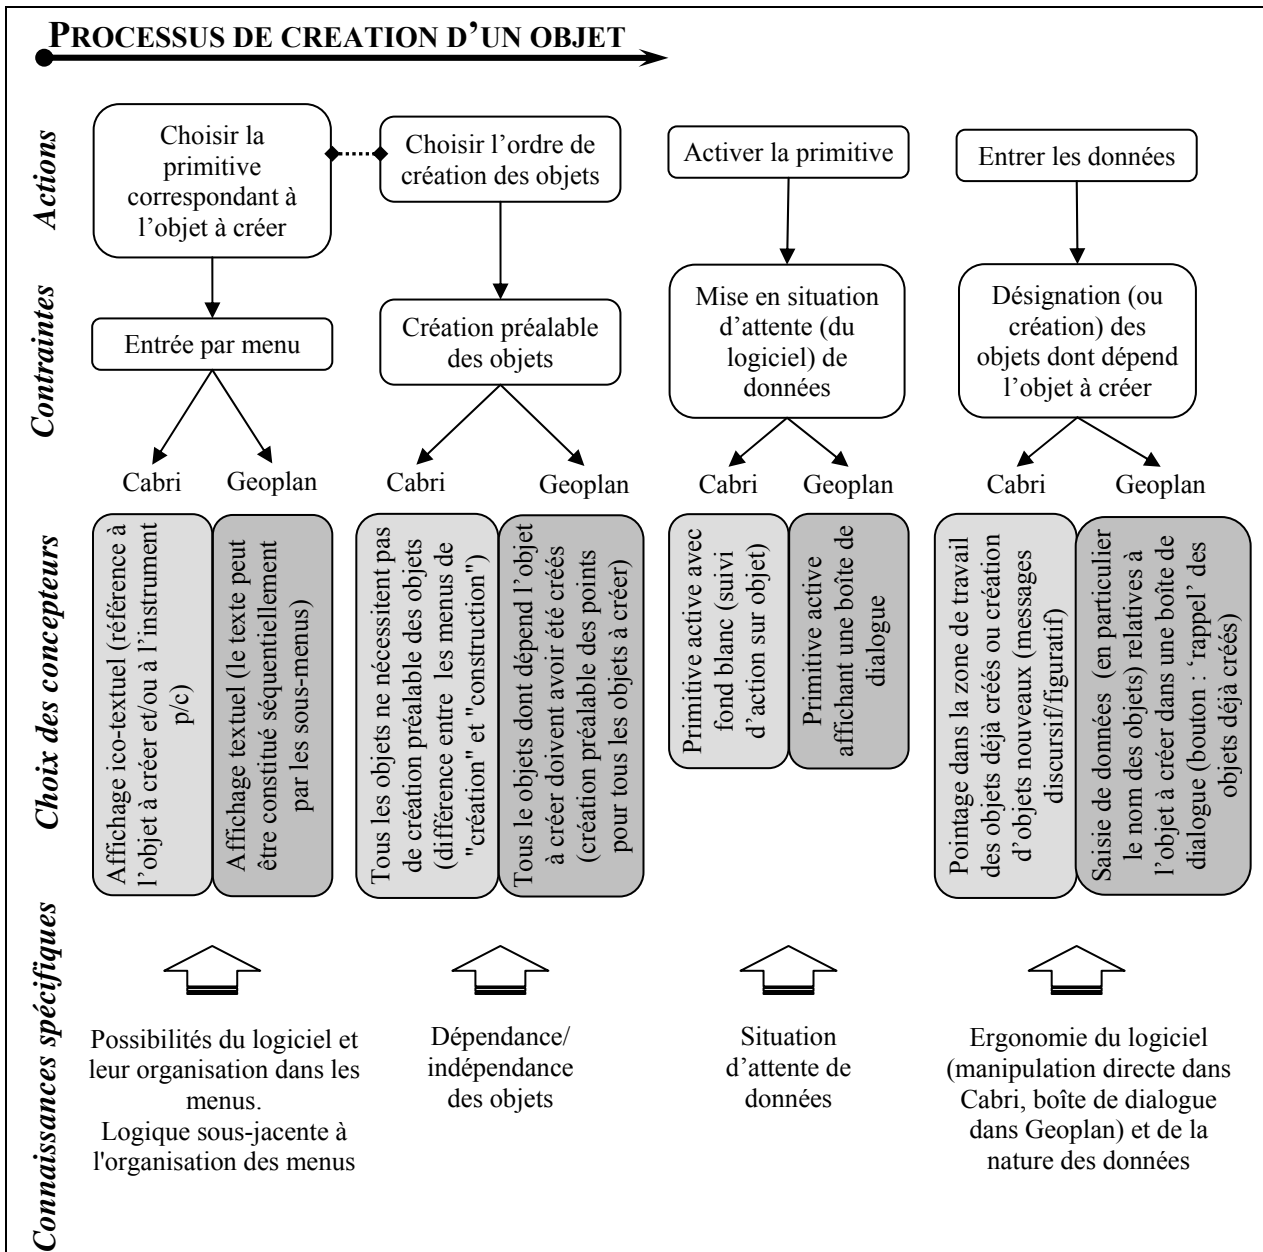 PROCESSUS DE CREATION D'UN OBJET
Actions
Choisir la
primitive
correspondant à
l'objet à créer
Choisir l'ordre de
création des objets
Activer la primitive
Entrer les données
Contraintes
Entrée par menu
Création préalable
des objets
Mise en situation
d'attente (du
logiciel) de
données
Désignation (ou
création) des
objets dont dépend
l'objet à créer
Cabri
Geoplan
Cabri
Geoplan
Cabri
Geoplan
Cabri
Geoplan
Choix des concepteurs
Affichage ico-textuel (référence à
l'objet à créer et/ou à l'instrument
p/c)
Affichage textuel (le texte peut
être constitué séquentiellement
par les sous-menus)
Tous les objets ne nécessitent pas
de création préalable des objets
(différence entre les menus de
"création" et "construction")
Tous le objets dont dépend l'objet
à créer doivent avoir été créés
(création préalable des points
pour tous les objets à créer)
Primitive active avec
fond blanc (suivi
d'action sur objet)
Primitive active
affichant une boîte de
dialogue
Pointage dans la zone de travail
des objets déjà créés ou création
d'objets nouveaux (messages
discursif/figuratif)
Saisie de données (en particulier
le nom des objets) relatives à
l'objet à créer dans une boîte de
dialogue (bouton : 'rappel' des
objets déjà créés)
Connaissances spécifiques
Possibilités du logiciel et
leur organisation dans les
menus.
Logique sous-jacente à
l'organisation des menus
Dépendance/
indépendance
des objets
Situation
d'attente de
données
Ergonomie du logiciel
(manipulation directe dans
Cabri, boîte de dialogue
dans Geoplan) et de la
nature des données